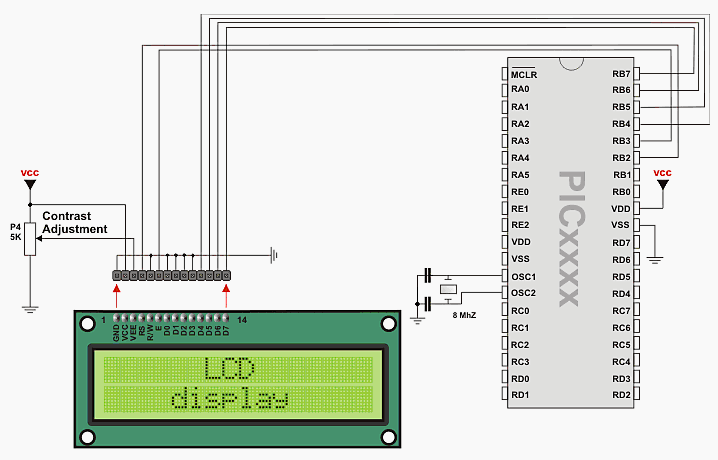 MCLR
RA0
RA1
RA2
RA3
RA4
RA5
RE0
RE1
RE2
VDD
VSS
OSC1
OSC2
RC0
RC1
RC2
RC3
RD0
RD1
PICxxxx
RB7
RB6
RB5
RB4
RB3
RB2
RB1
RB0
VDD
VSS
RD7
RD6
RD5
RD4
RC7
RC6
RC5
RC4
RD3
RD2
vcc
vcc
P4
5K
Contrast
Adjustment
8 MhZ
1
14
GND
VCC
VEE
RS
R/W
E
D0
D1
D2
D3
D4
D5
D6
D7
LCD
display